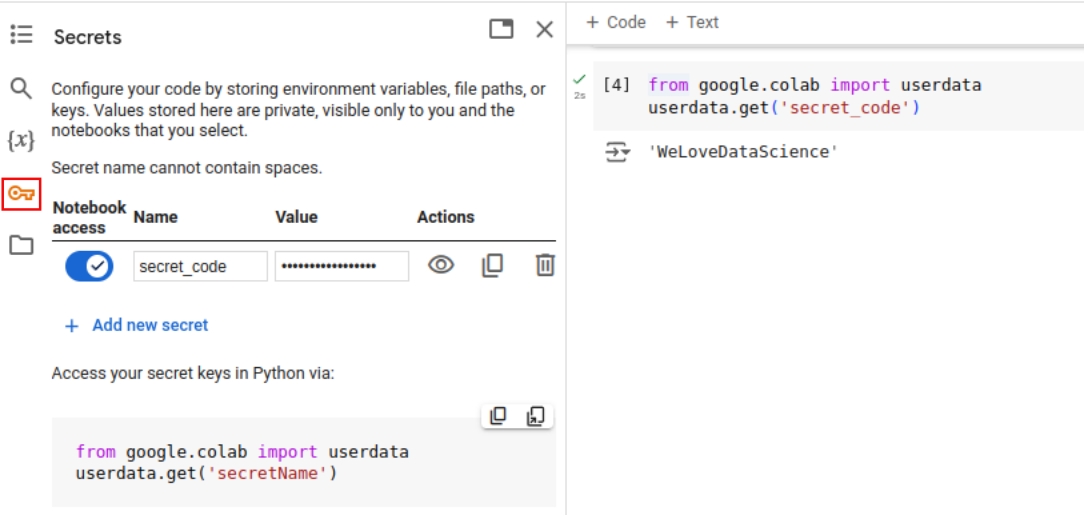 Secrets
Configure your code by storing environment variables, file paths, or
keys. Values stored here are private, visible only to you and the
notebooks that you select.
Secret name cannot contain spaces.
Notebook access Name Value Actions
secret_code •••••••••••••••••
+ Add new secret
Access your secret keys in Python via:
from google.colab import userdata
userdata.get('secretName')
{x}
+ Code + Text
2s
[4] from google.colab import userdata
userdata.get('secret_code')
'WeLoveDataScience'